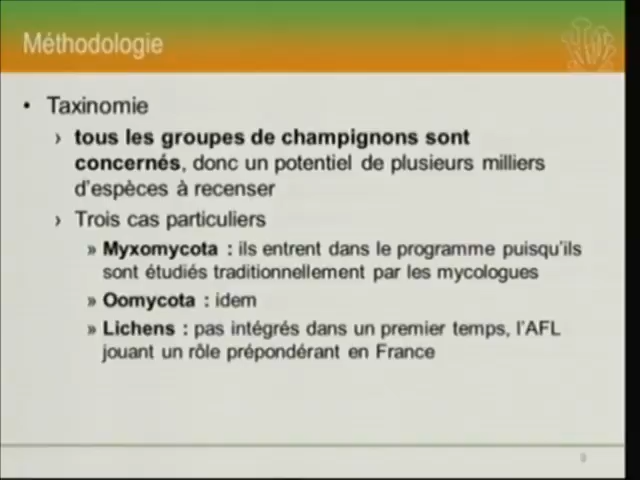 Méthodologie
• Taxinomie
› tous les groupes de champignons sont
concernés, donc un potentiel de plusieurs milliers
d'espèces à recenser
› Trois cas particuliers
» Myxomycota : ils entrent dans le programme puisqu'ils
sont étudiés traditionnellement par les mycologues
» Oomycota : idem
» Lichens : pas intégrés dans un premier temps, l'AFL
jouant un rôle prépondérant en France